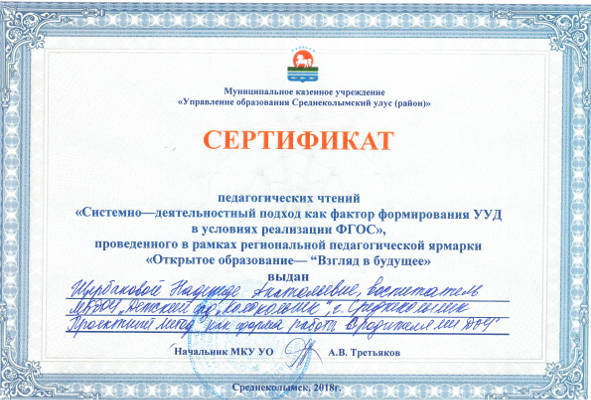 Муниципальное казенное учреждение
«Управление образования Среднеколымский улус (район)»
СЕРТИФИКАТ
педагогических чтений
«Системно—деятельностный подход как фактор формирования УУД
в условиях реализации ФГОС»,
проведенного в рамках региональной педагогической ярмарки
«Открытое образование— “Взгляд в будущее»
выдан
Щербаковой Надежде Анатольевне, воспитатель
МБДОУ „Детский сад „Колокольчик", г. Среднеколымск
Проектный метод как форма работы с родителями ДОУ"
Начальник МКУ УО А.В. Третьяков
Среднеколымск, 2018г.